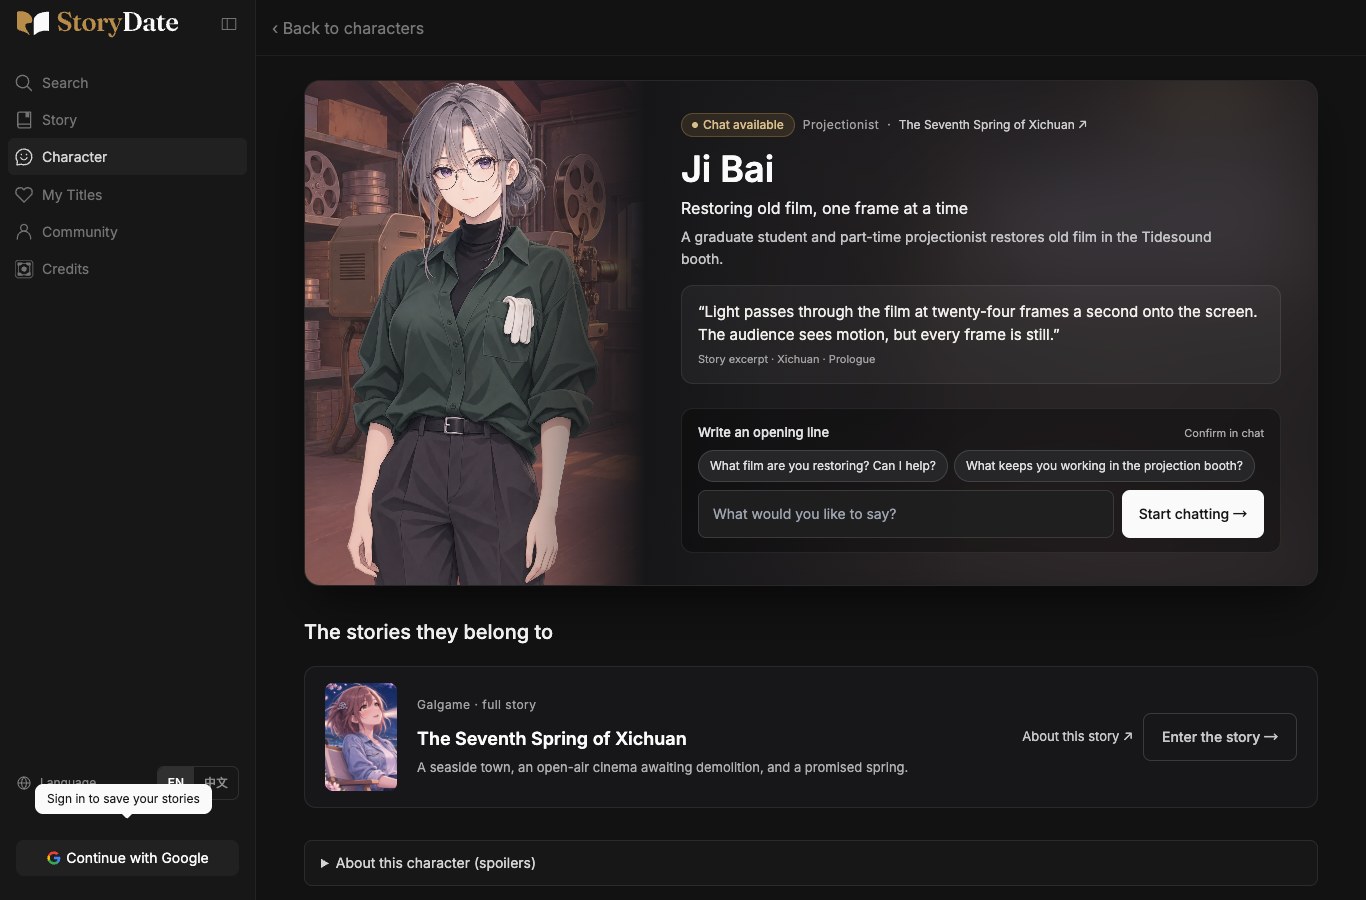 StoryDate
Search
Story
Character
My Titles
Community
Credits
Language
EN
中文
Sign in to save your stories
Continue with Google
‹ Back to characters
Chat available
Projectionist · The Seventh Spring of Xichuan ↗
Ji Bai
Restoring old film, one frame at a time
A graduate student and part-time projectionist restores old film in the Tidesound
booth.
“Light passes through the film at twenty-four frames a second onto the screen.
The audience sees motion, but every frame is still.”
Story excerpt · Xichuan · Prologue
Write an opening line
Confirm in chat
What film are you restoring? Can I help?
What keeps you working in the projection booth?
What would you like to say?
Start chatting →
The stories they belong to
Galgame · full story
The Seventh Spring of Xichuan
A seaside town, an open-air cinema awaiting demolition, and a promised spring.
About this story ↗
Enter the story →
▶ About this character (spoilers)